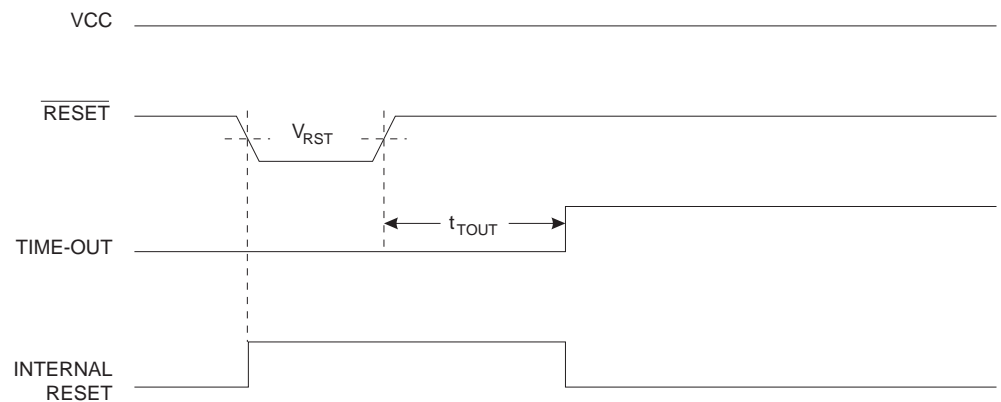 VCC
RESET
VRST
tTOUT
TIME-OUT
INTERNAL
RESET